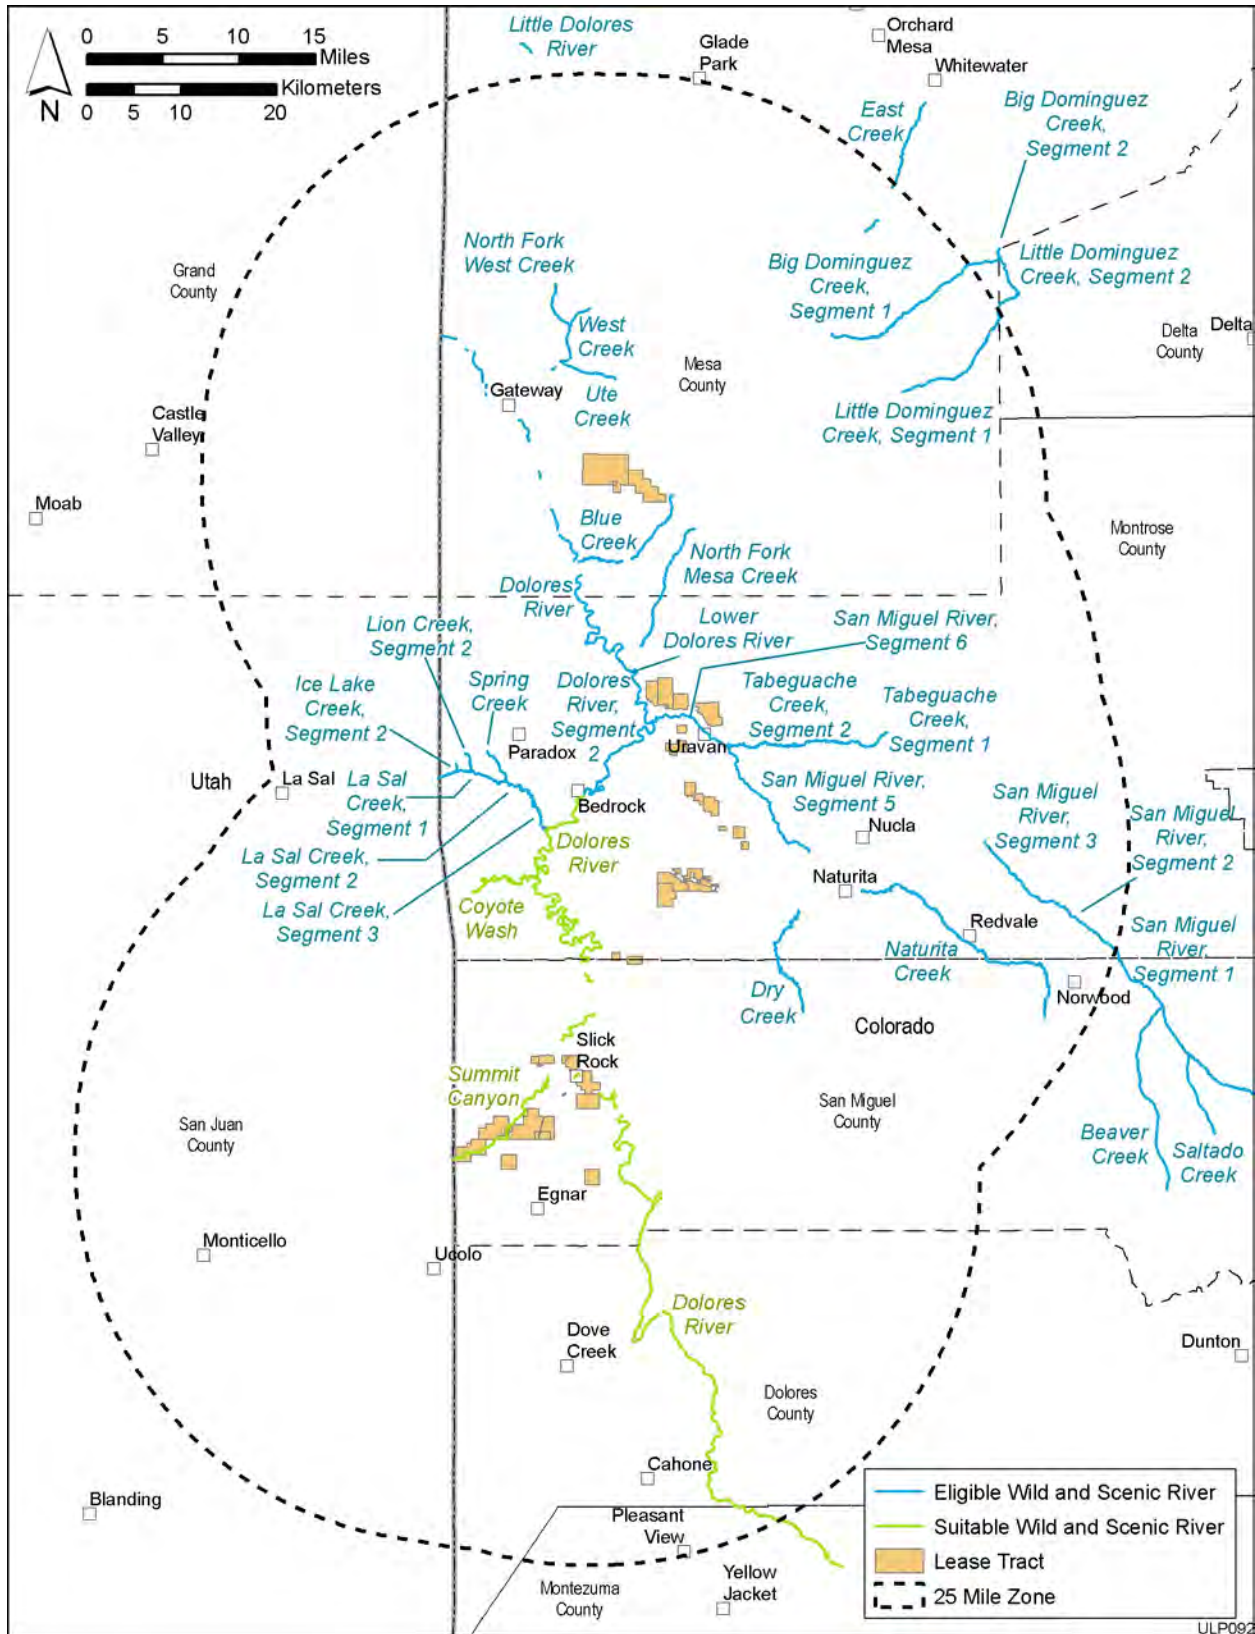 0 5 10 15
Miles
Kilometers
0 5 10 20
N
Little Dolores
River
Glade
Park
Orchard
Mesa
Whitewater
East
Creek
Big Dominguez
Creek,
Segment 2
North Fork
West Creek
Grand
County
Big Dominguez
Creek,
Segment 1
Little Dominguez
Creek, Segment 2
West
Creek
Mesa
County
Delta
County
Delta
Gateway
Ute
Creek
Castle
Valley
Little Dominguez
Creek, Segment 1
Moab
Blue
Creek
North Fork
Mesa Creek
Montrose
County
Dolores
River
Lower
Dolores River
San Miguel River,
Segment 6
Lion Creek,
Segment 2
Ice Lake
Creek,
Segment 2
Spring
Creek
Dolores
River,
Segment
2
Tabeguache
Creek,
Segment 2
Tabeguache
Creek,
Segment 1
Paradox
Uravan
Utah
La Sal
La Sal
Creek,
Segment 1
Bedrock
San Miguel River,
Segment 5
Nucla
San Miguel
River,
Segment 3
San Miguel
River,
Segment 2
La Sal Creek,
Segment 2
Dolores
River
Naturita
La Sal Creek,
Segment 3
Coyote
Wash
Redvale
San Miguel
River,
Segment 1
Naturita
Creek
Dry
Creek
Norwood
Colorado
Slick
Rock
Summit
Canyon
San Miguel
County
San Juan
County
Beaver
Creek
Saltado
Creek
Egnar
Monticello
Ucolo
Dolores
River
Dove
Creek
Dunton
Dolores
County
Cahone
Blanding
Pleasant
View
Yellow
Jacket
Montezuma
County
Eligible Wild and Scenic River
Suitable Wild and Scenic River
Lease Tract
25 Mile Zone
ULP092